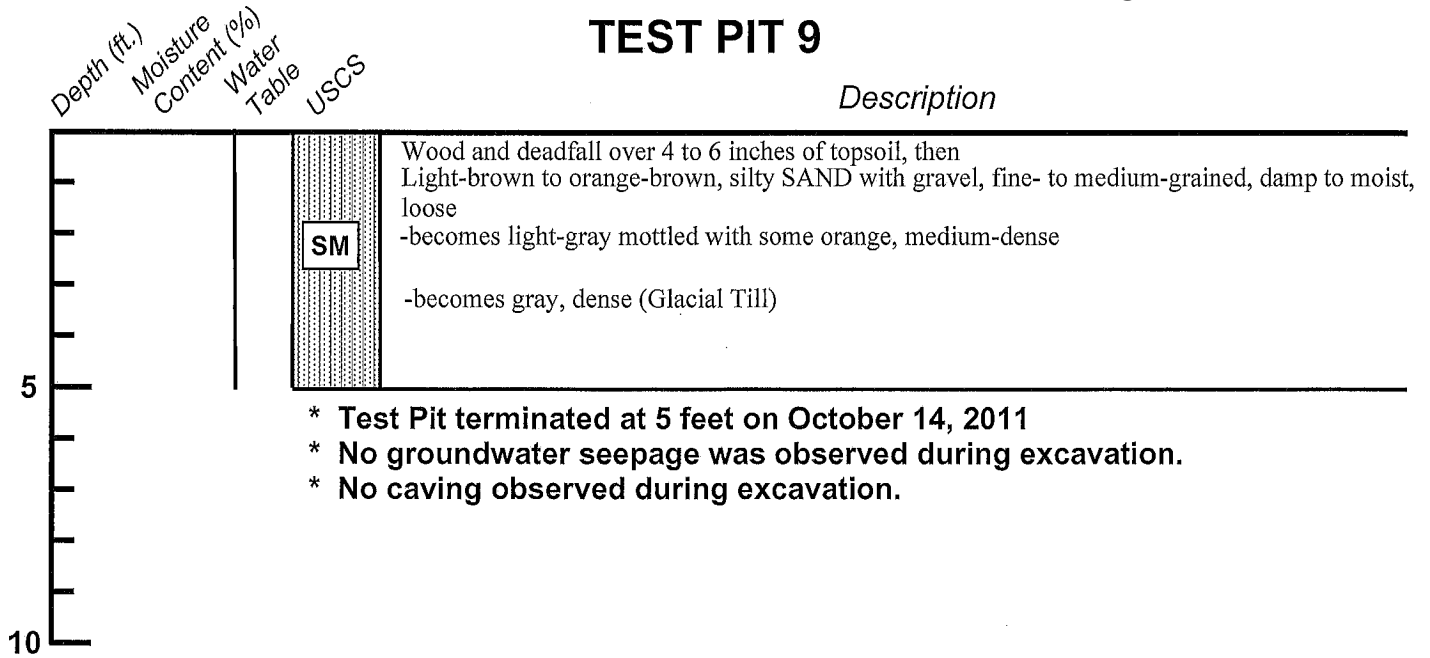 TEST PIT 9
Depth (ft.)
Moisture
Content (%)
Water
Table
USCS
Description
Wood and deadfall over 4 to 6 inches of topsoil, then
Light-brown to orange-brown, silty SAND with gravel, fine- to medium-grained, damp to moist,
loose
SM
-becomes light-gray mottled with some orange, medium-dense
-becomes gray, dense (Glacial Till)
5
* Test Pit terminated at 5 feet on October 14, 2011
* No groundwater seepage was observed during excavation.
* No caving observed during excavation.
10